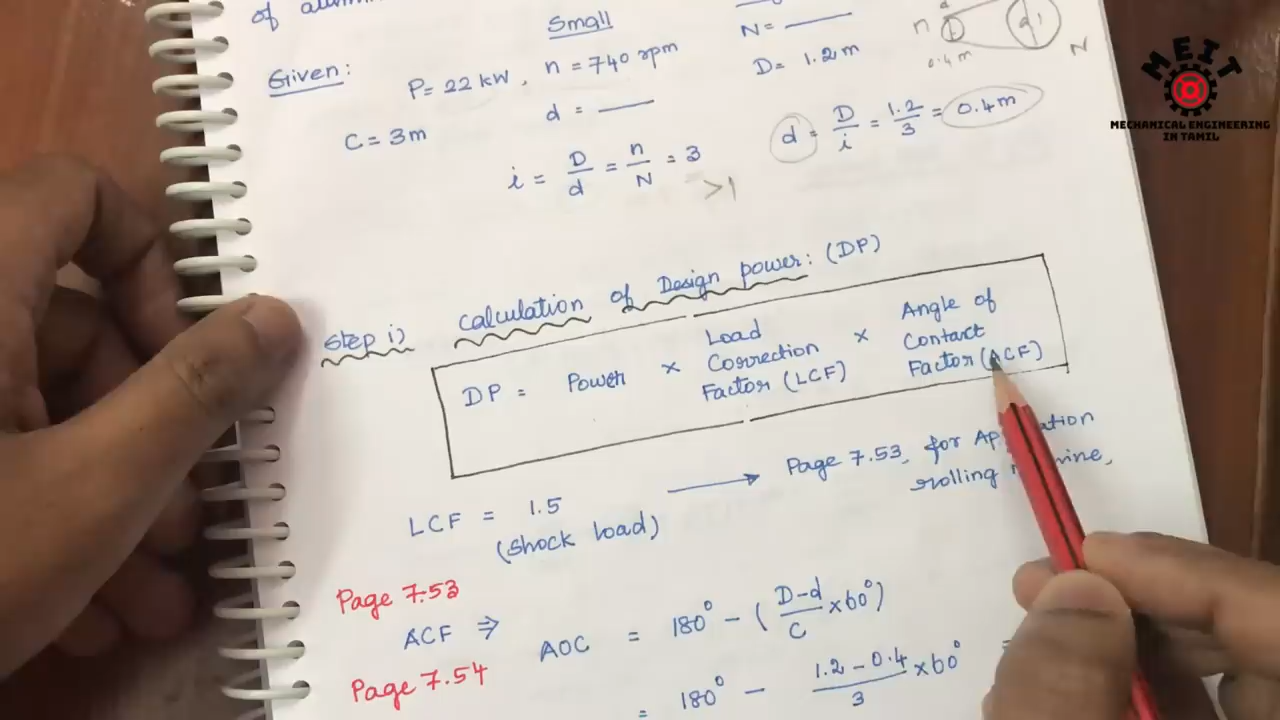 of
Small
N =
Given:
P = 22 kW, n = 740 rpm
D = 1.2 m
d =
C = 3m
i = D/d = n/N = 3
>1
d = D/i = 1.2/3 = 0.4m
n
d
D
0.4 m
N
MEIT
MECHANICAL ENGINEERING
IN TAMIL
Step i) Calculation of Design power: (DP)
DP = Power × Load Correction Factor (LCF) × Angle of Contact Factor (ACF)
LCF = 1.5
(Shock load)
Page 7.53, for
rolling
Page 7.53
ACF ⇒
Page 7.54
AOC = 180° - (D-d/C × 60°)
= 180° - 1.2-0.4/3 × 60° =